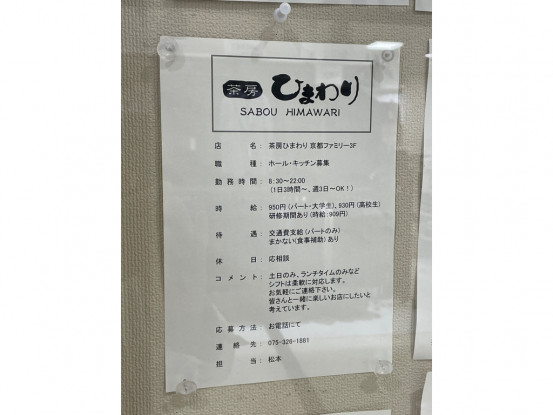 茶房 ひまわり
SABOU HIMAWARI
店名: 茶房ひまわり 京都ファミリー3F
職種: ホール・キッチン募集
勤務時間: 8:30～22:00
(1日3時間～、週3日～OK!)
時給: 950円(パート・大学生)、930円(高校生)
研修期間あり(時給:909円)
待遇: 交通費支給(パートのみ)
まかない(食事補助)あり
休日: 応相談
コメント: 土日のみ、ランチタイムのみなど
シフトは柔軟に対応します。
お気軽にご連絡下さい。
皆さんと一緒に楽しいお店にしたいと
考えています。
応募方法: お電話にて
連絡先: 075-326-1881
担当: 松本